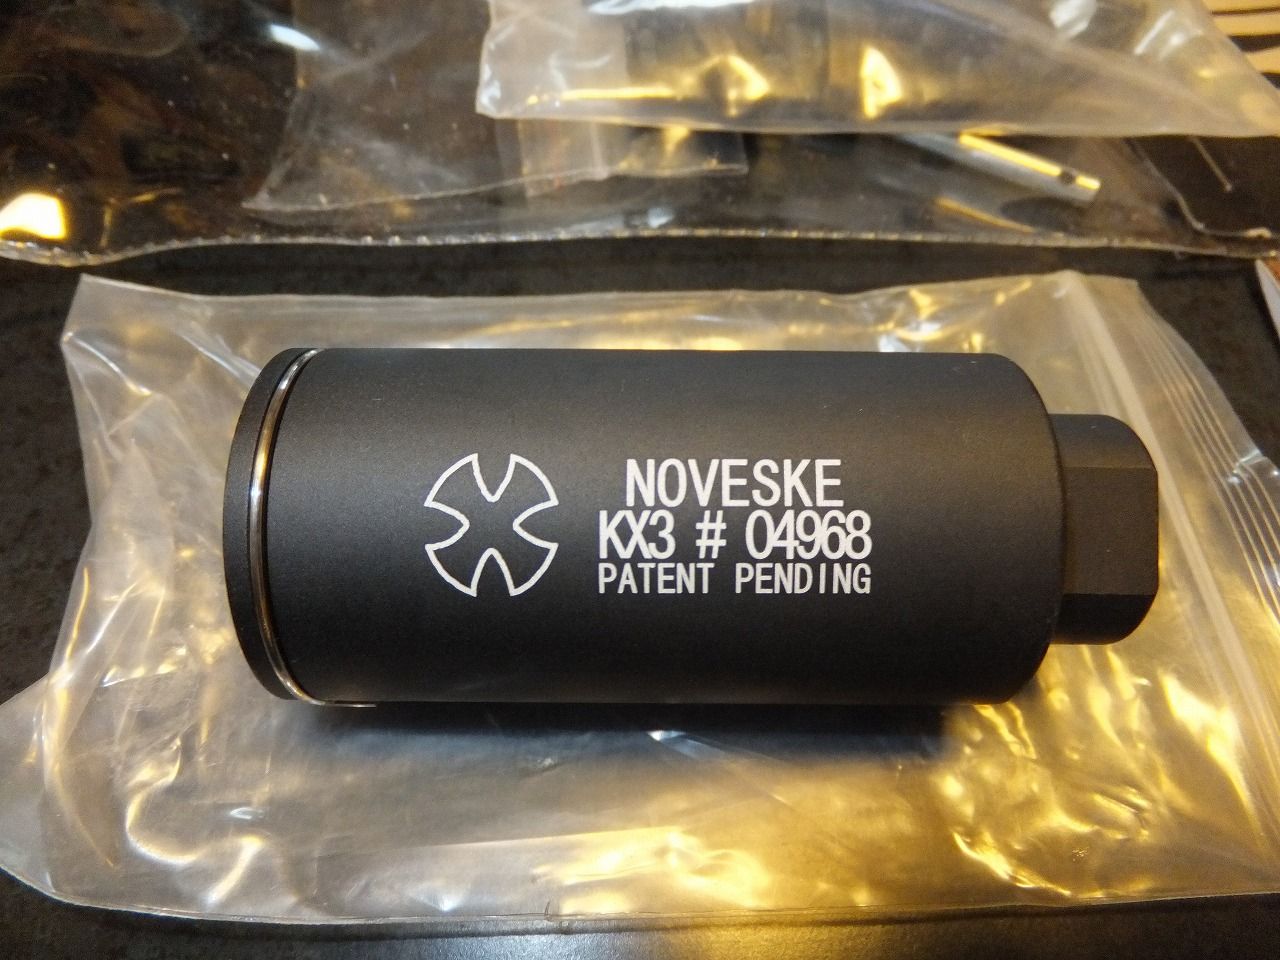 NOVESKE
KX3 # 04968
PATENT PENDING